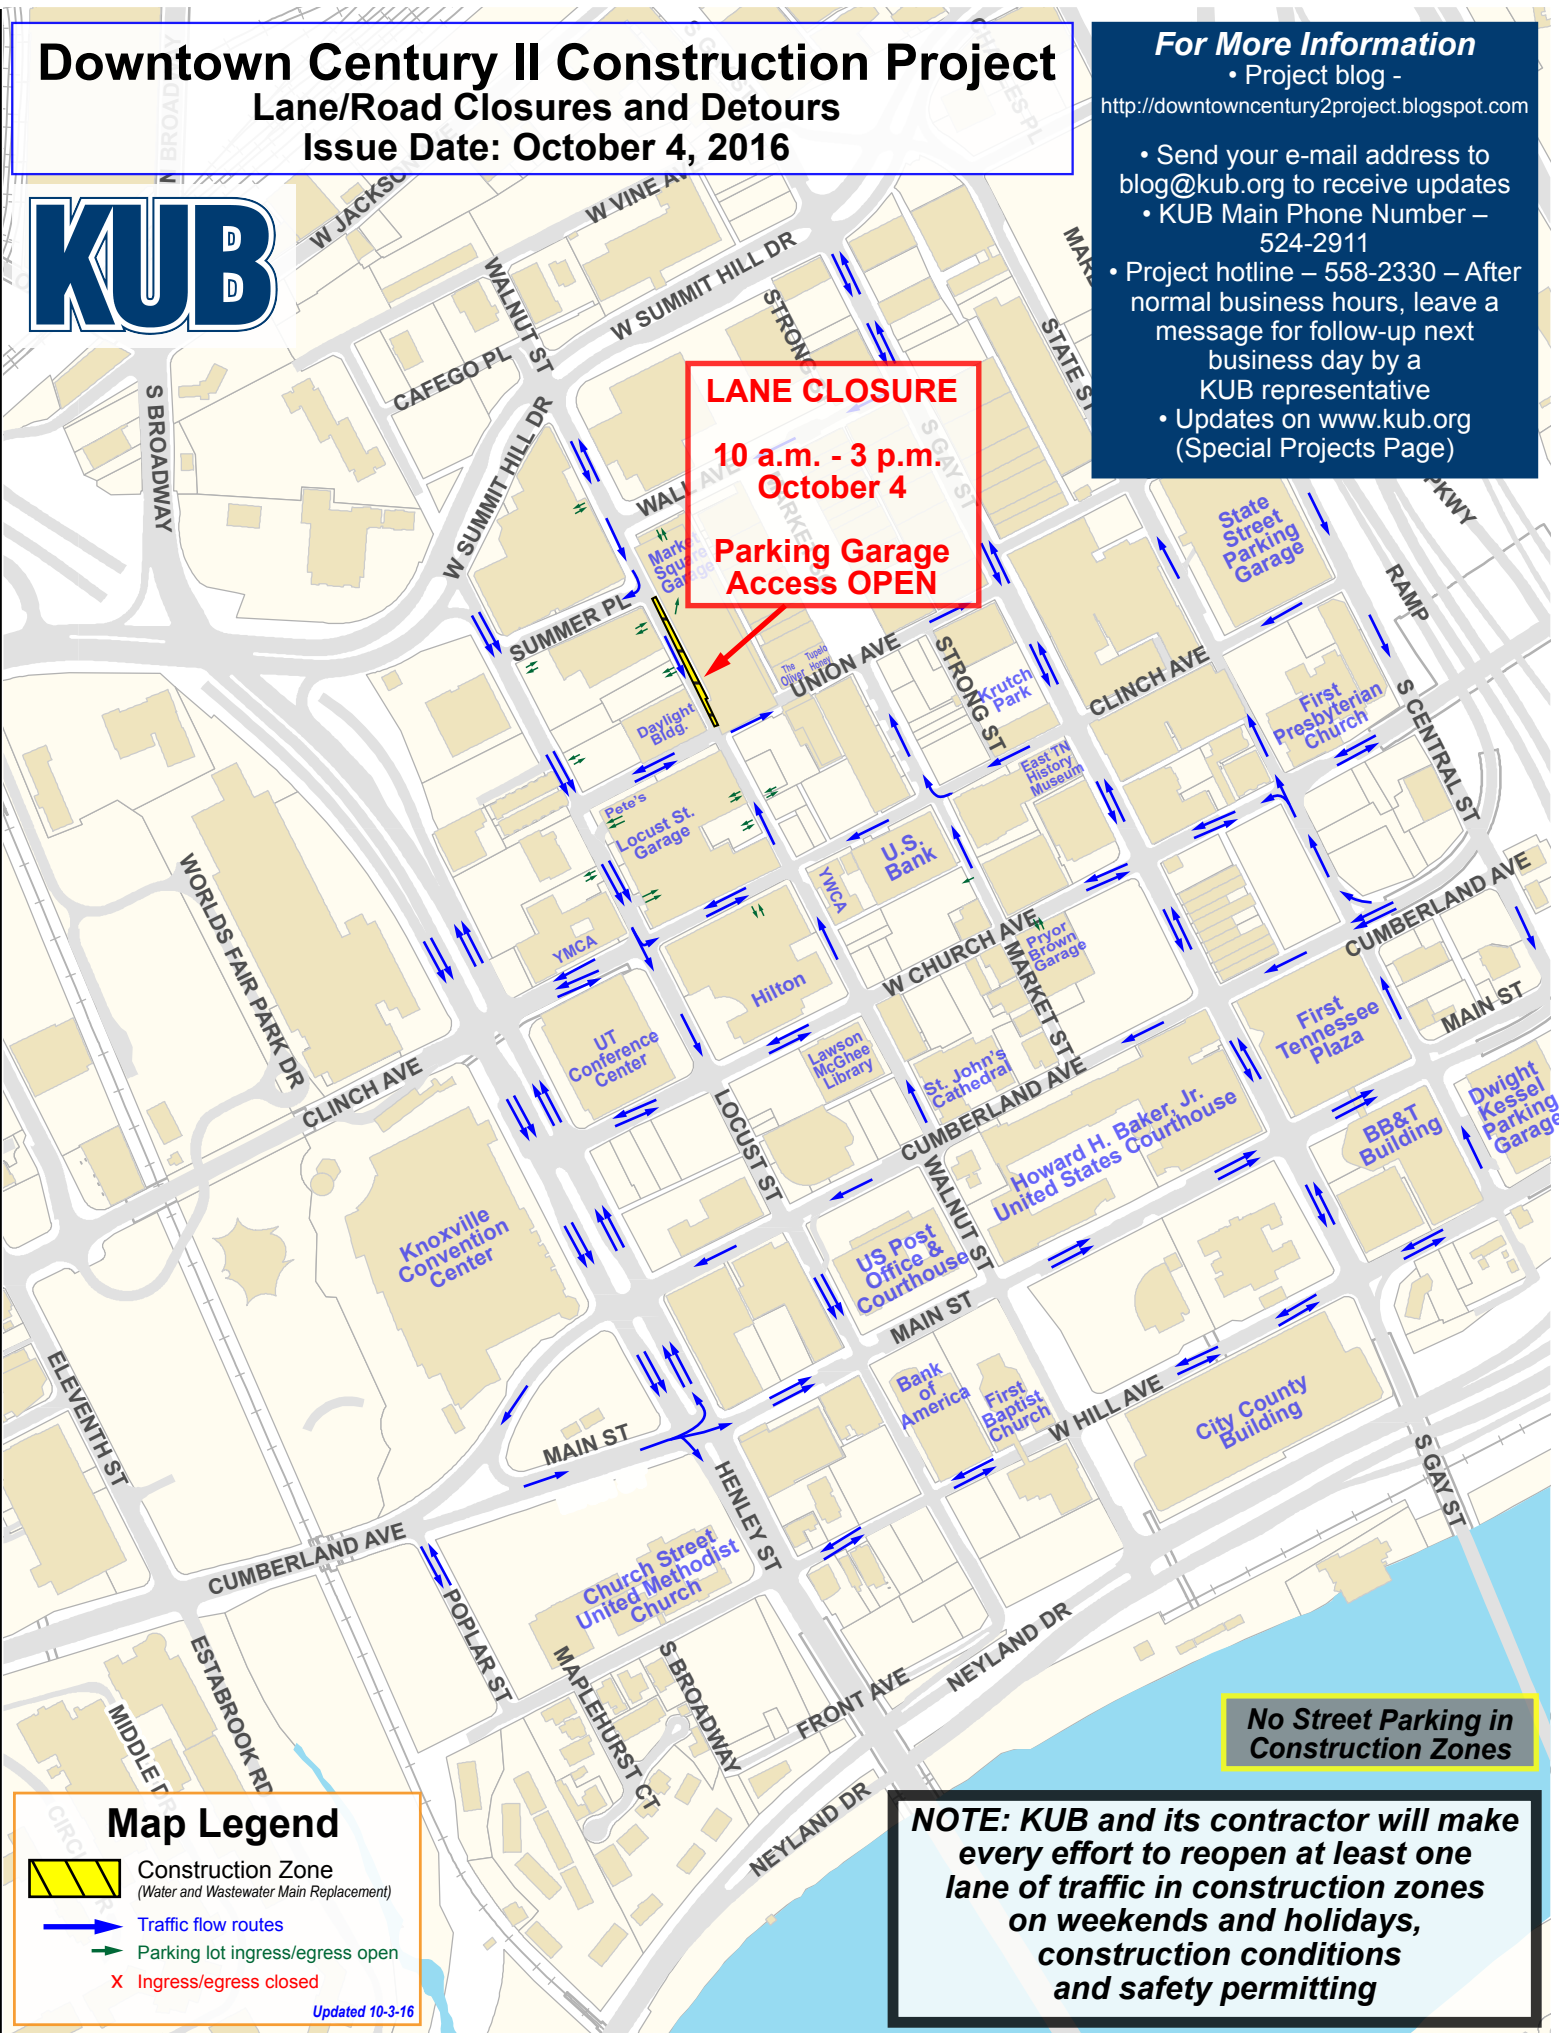 Downtown Century II Construction Project
Lane/Road Closures and Detours
Issue Date: October 4, 2016
KUB
For More Information
• Project blog -
http://downtowncentury2project.blogspot.com
• Send your e-mail address to
blog@kub.org to receive updates
• KUB Main Phone Number –
524-2911
• Project hotline – 558-2330 – After
normal business hours, leave a
message for follow-up next
business day by a
KUB representative
• Updates on www.kub.org
(Special Projects Page)
N BROADWAY
CHARLES PL
W JACKSON AVE
W VINE AVE
WALNUT ST
W SUMMIT HILL DR
STRONG
STATE ST
CAFEGO PL
S BROADWAY
W SUMMIT HILL DR
LANE CLOSURE
10 a.m. - 3 p.m.
October 4
Parking Garage
Access OPEN
WALL AVE
S GAY ST
PKWY
State
Street
Parking
Garage
RAMP
Market
Square
Garage
SUMMER PL
The
Oliver
Tupelo
Honey
UNION AVE
STRONG ST
Krutch
Park
CLINCH AVE
First
Presbyterian
Church
S CENTRAL ST
Daylight
Bldg.
East TN
History
Museum
Pete's
Locust St.
Garage
U.S.
Bank
YWCA
WORLDS FAIR PARK DR
YMCA
Hilton
W CHURCH AVE
MARKET ST
Pryor
Brown
Garage
CUMBERLAND AVE
MAIN ST
First
Tennessee
Plaza
UT
Conference
Center
Lawson
McGhee
Library
St. John's
Cathedral
CLINCH AVE
LOCUST ST
CUMBERLAND AVE
Howard H. Baker, Jr.
United States Courthouse
BB&T
Building
Dwight
Kessel
Parking
Garage
WALNUT ST
Knoxville
Convention
Center
US Post
Office &
Courthouse
MAIN ST
ELEVENTH ST
Bank
of
America
First
Baptist
Church
W HILL AVE
City County
Building
S GAY ST
MAIN ST
HENLEY ST
CUMBERLAND AVE
Church Street
United Methodist
Church
POPLAR ST
ESTABROOK RD
MIDDLE DR
MAPLEHURST CT
S BROADWAY
FRONT AVE
NEYLAND DR
NEYLAND DR
No Street Parking in
Construction Zones
NOTE: KUB and its contractor will make
every effort to reopen at least one
lane of traffic in construction zones
on weekends and holidays,
construction conditions
and safety permitting
Map Legend
Construction Zone
(Water and Wastewater Main Replacement)
Traffic flow routes
Parking lot ingress/egress open
X Ingress/egress closed
Updated 10-3-16